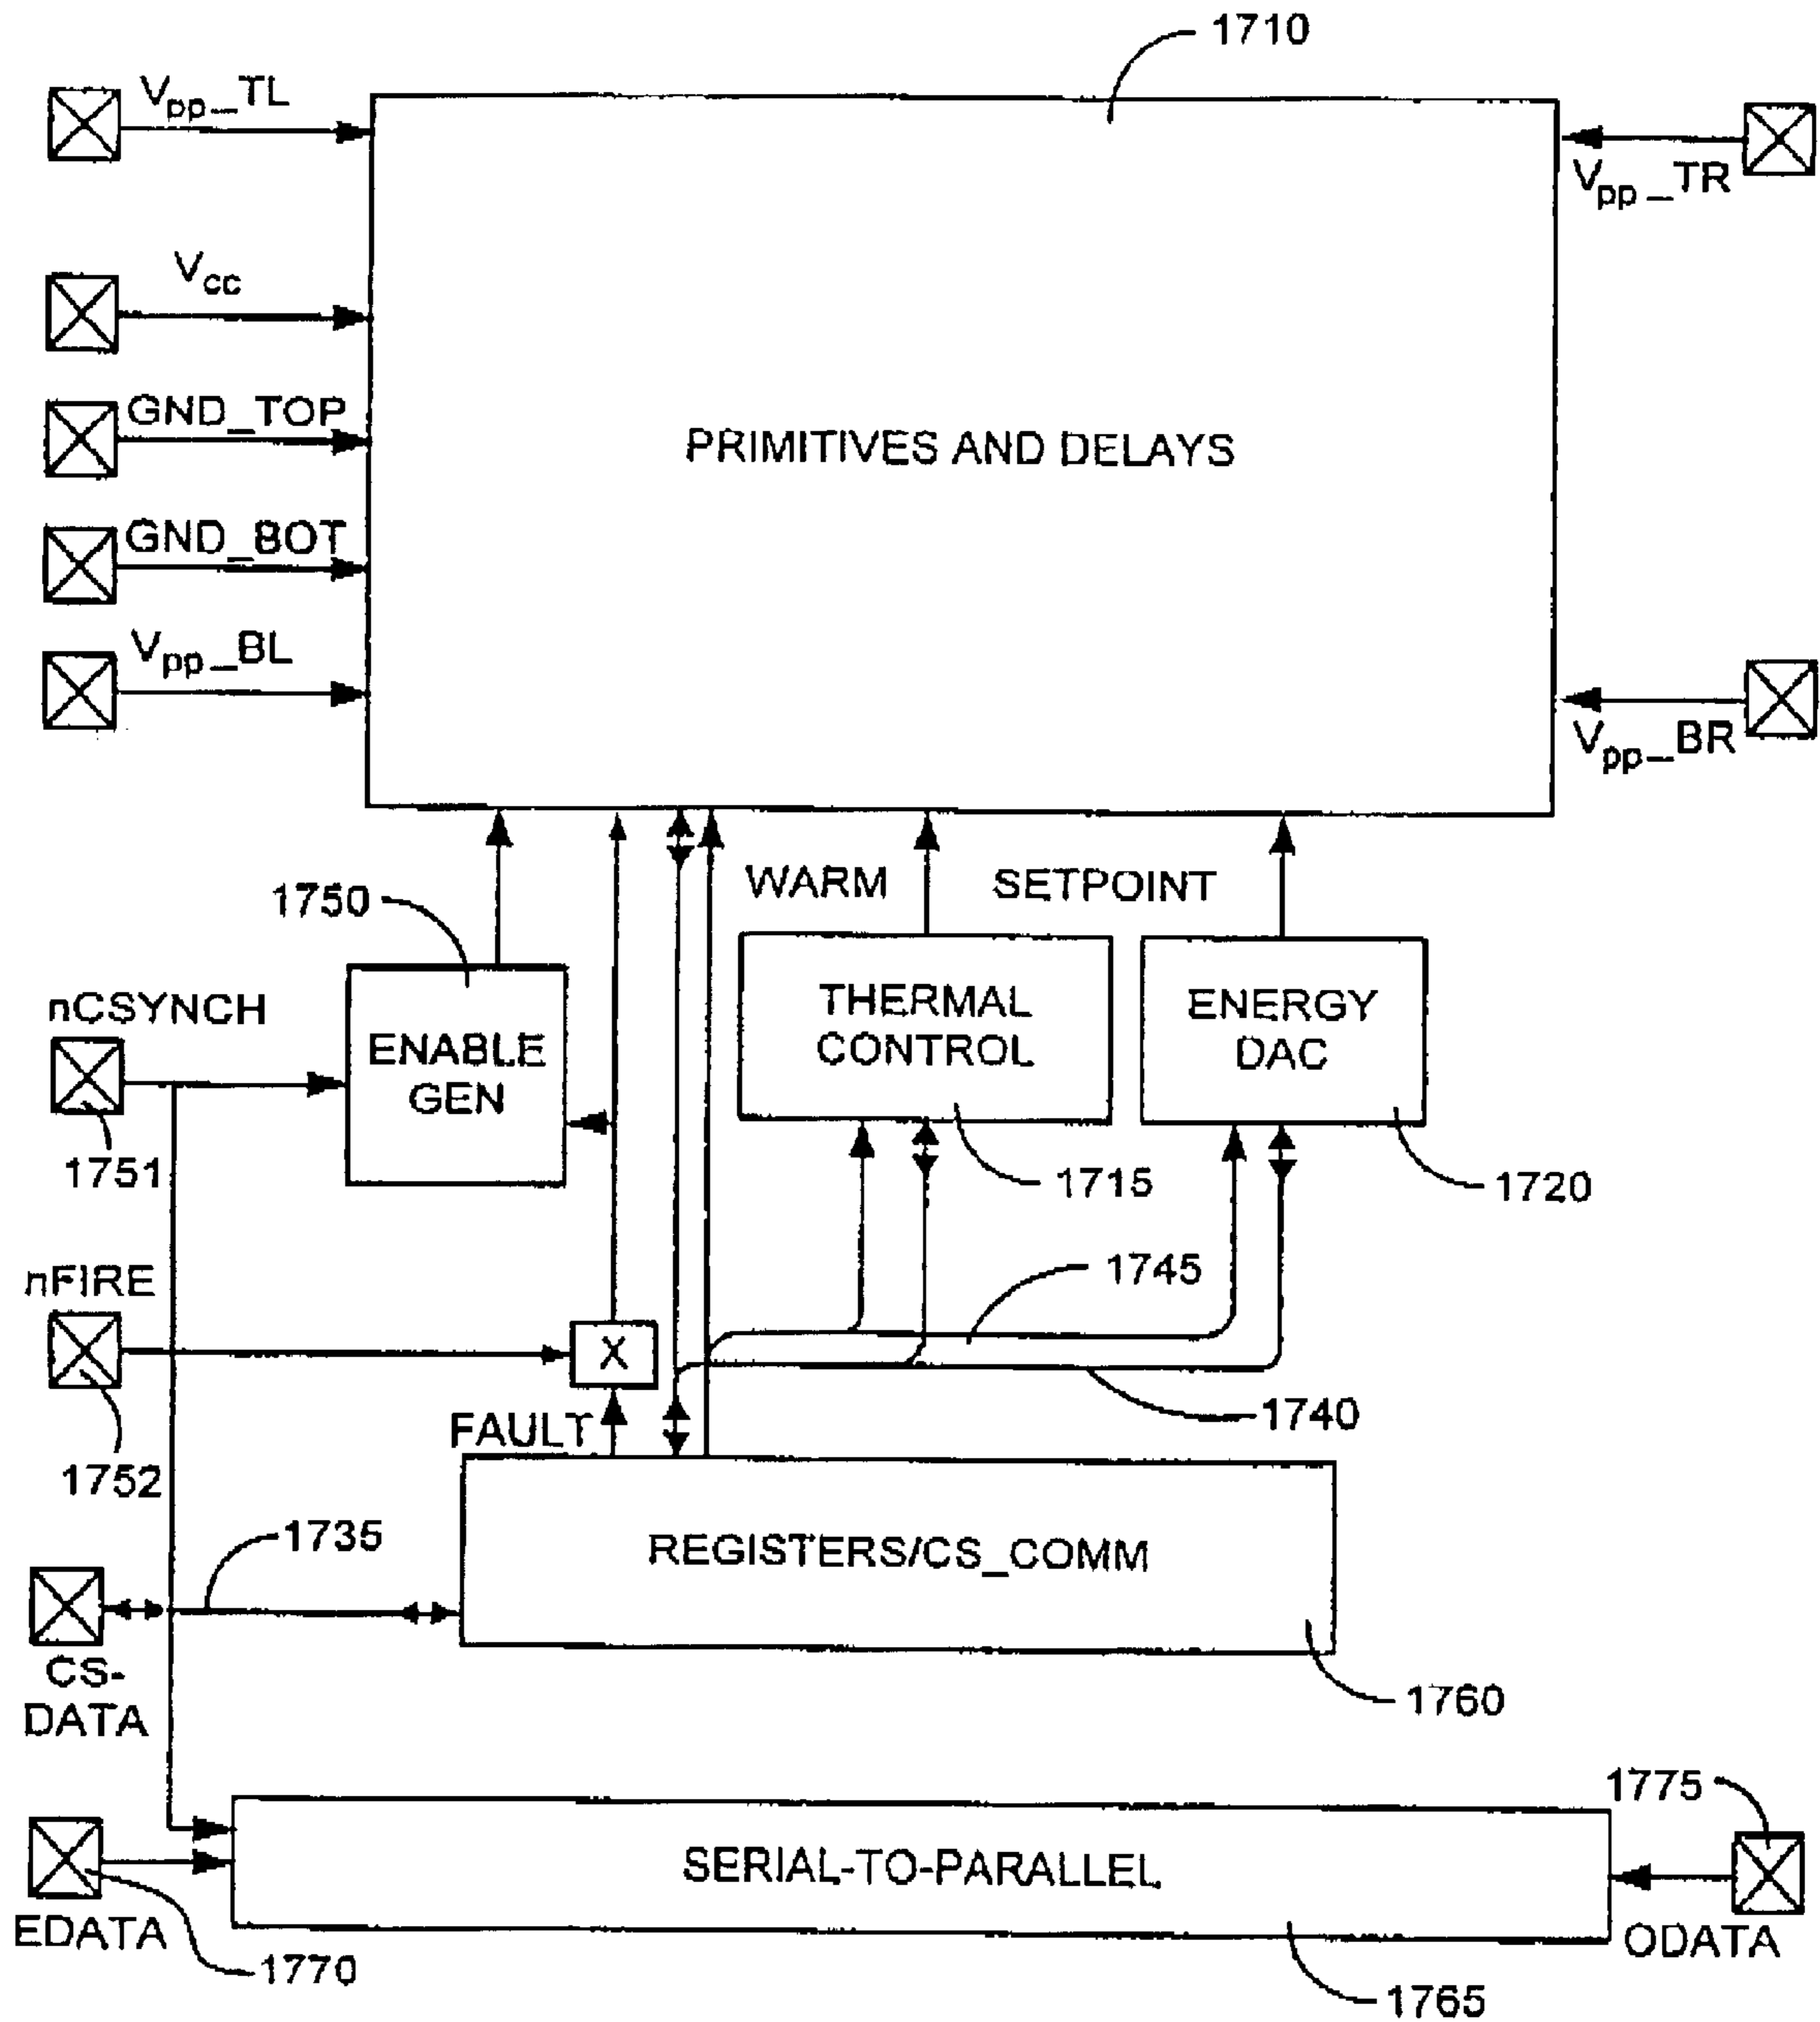 1710
Vpp_TL
Vpp_TR
Vcc
GND_TOP
PRIMITIVES AND DELAYS
GND_BOT
Vpp_BL
Vpp_BR
WARM
SETPOINT
1750
nCSYNCH
ENABLE
GEN
THERMAL
CONTROL
ENERGY
DAC
1751
1715
1720
nFIRE
1745
X
1740
FAULT
1752
1735
REGISTERS/CS_COMM
CS-
DATA
1760
1775
SERIAL-TO-PARALLEL
EDATA
ODATA
1770
1765